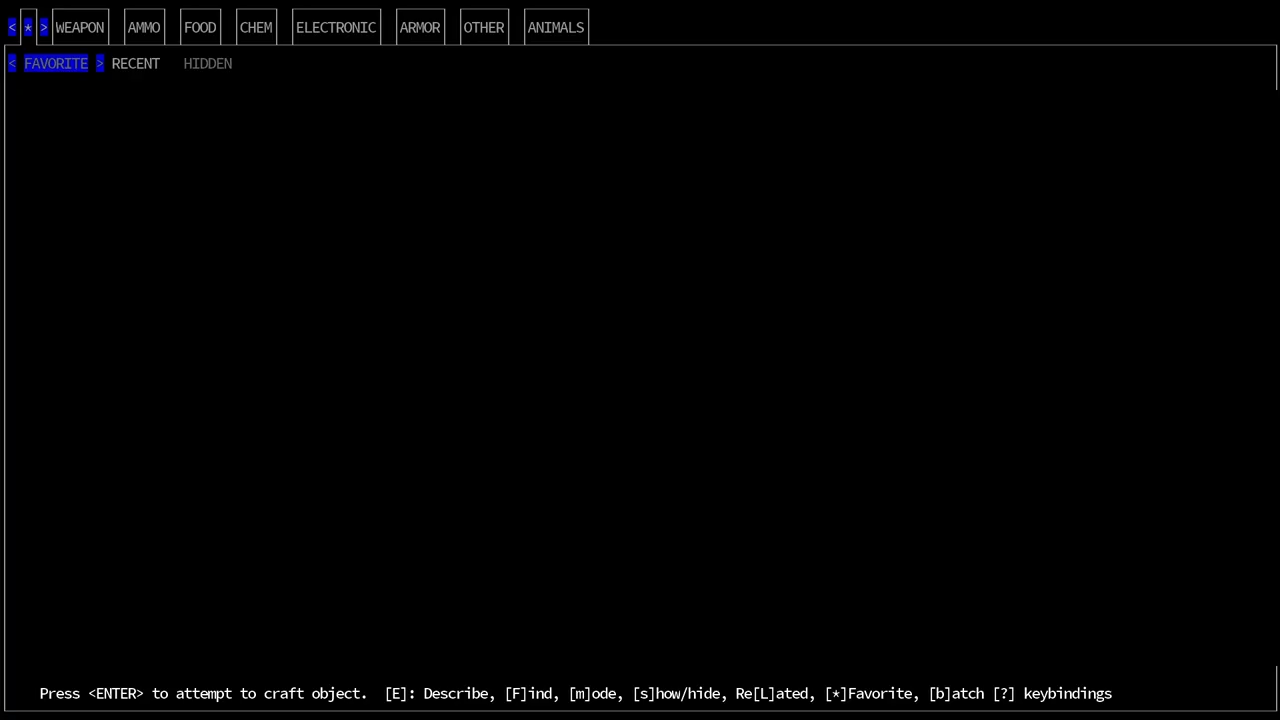 < * > WEAPON AMMO FOOD CHEM ELECTRONIC ARMOR OTHER ANIMALS
< FAVORITE > RECENT HIDDEN
Press <ENTER> to attempt to craft object. [E]: Describe, [F]ind, [m]ode, [s]how/hide, Re[L]ated, [*]Favorite, [b]atch [?] keybindings